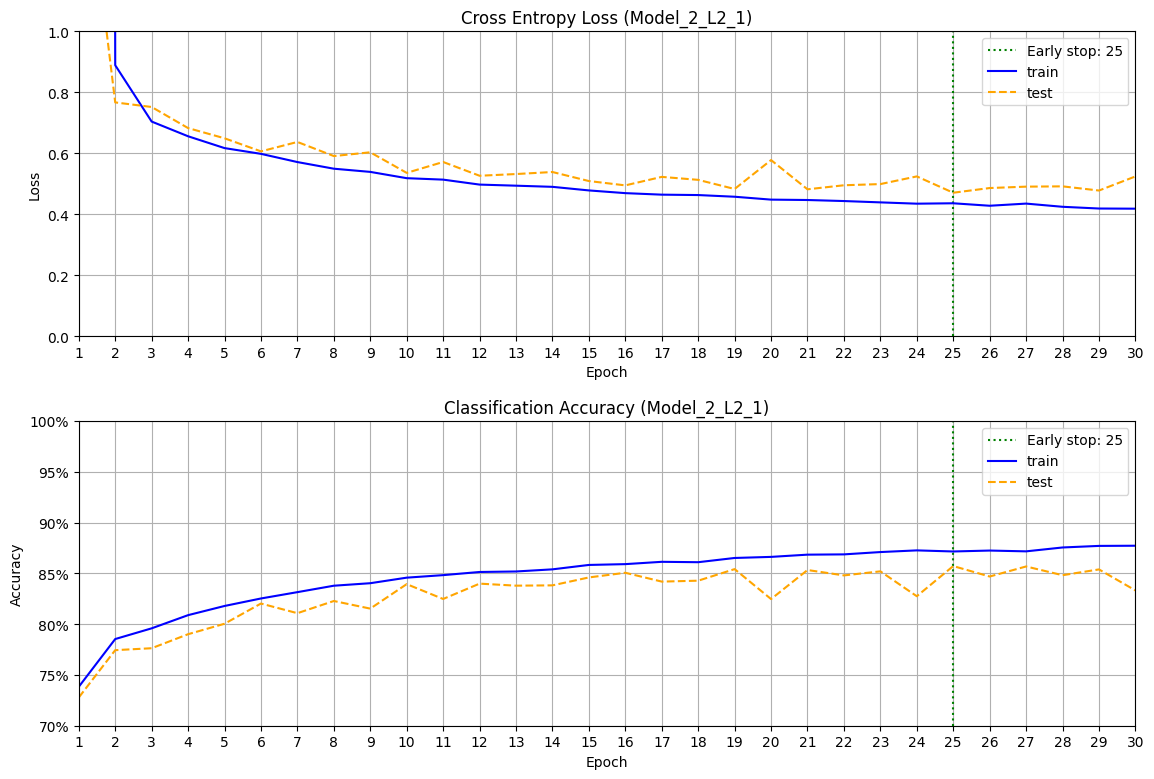 Cross Entropy Loss (Model_2_L2_1)
1.0
0.8
0.6
0.4
0.2
0.0
Loss
Early stop: 25
train
test
1 2 3 4 5 6 7 8 9 10 11 12 13 14 15 16 17 18 19 20 21 22 23 24 25 26 27 28 29 30
Epoch
Classification Accuracy (Model_2_L2_1)
100%
95%
90%
85%
80%
75%
70%
Accuracy
Early stop: 25
train
test
1 2 3 4 5 6 7 8 9 10 11 12 13 14 15 16 17 18 19 20 21 22 23 24 25 26 27 28 29 30
Epoch